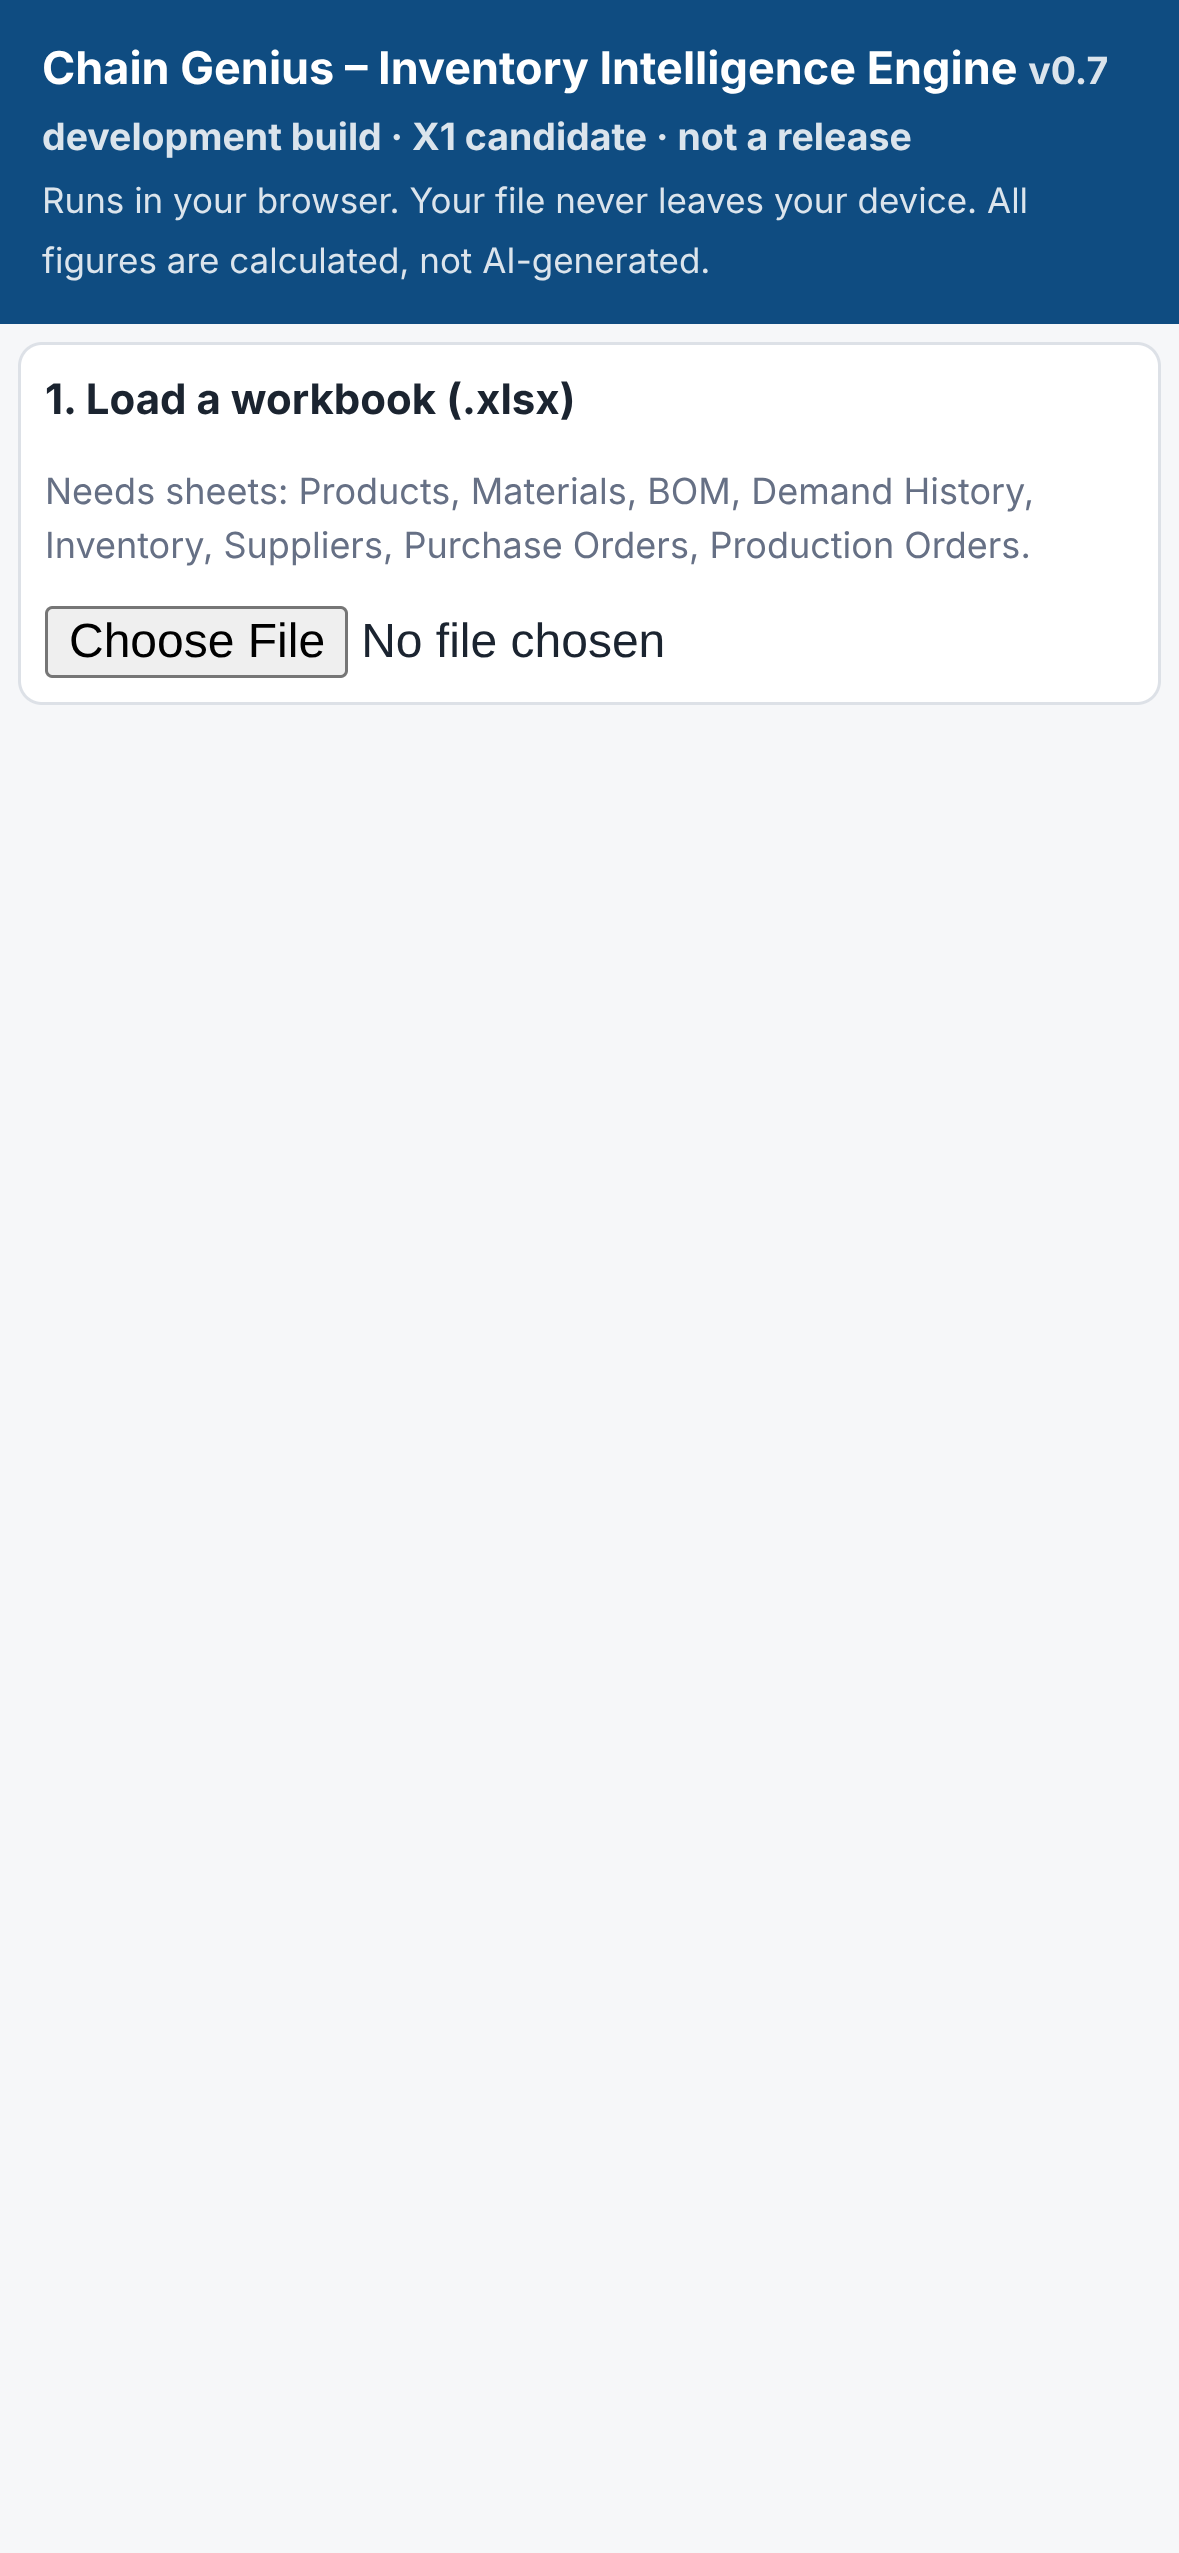 Chain Genius – Inventory Intelligence Engine v0.7
development build · X1 candidate · not a release
Runs in your browser. Your file never leaves your device. All
figures are calculated, not AI-generated.
1. Load a workbook (.xlsx)
Needs sheets: Products, Materials, BOM, Demand History,
Inventory, Suppliers, Purchase Orders, Production Orders.
Choose File No file chosen